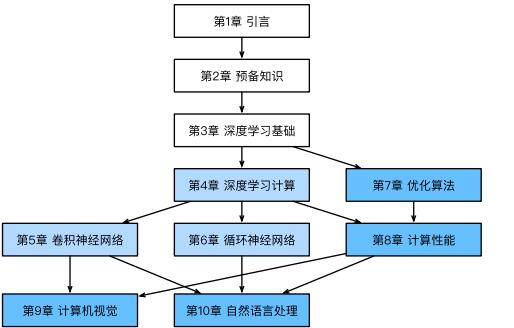 第1章 引言
第2章 预备知识
第3章 深度学习基础
第4章 深度学习计算
第7章 优化算法
第5章 卷积神经网络
第6章 循环神经网络
第8章 计算性能
第9章 计算机视觉
第10章 自然语言处理